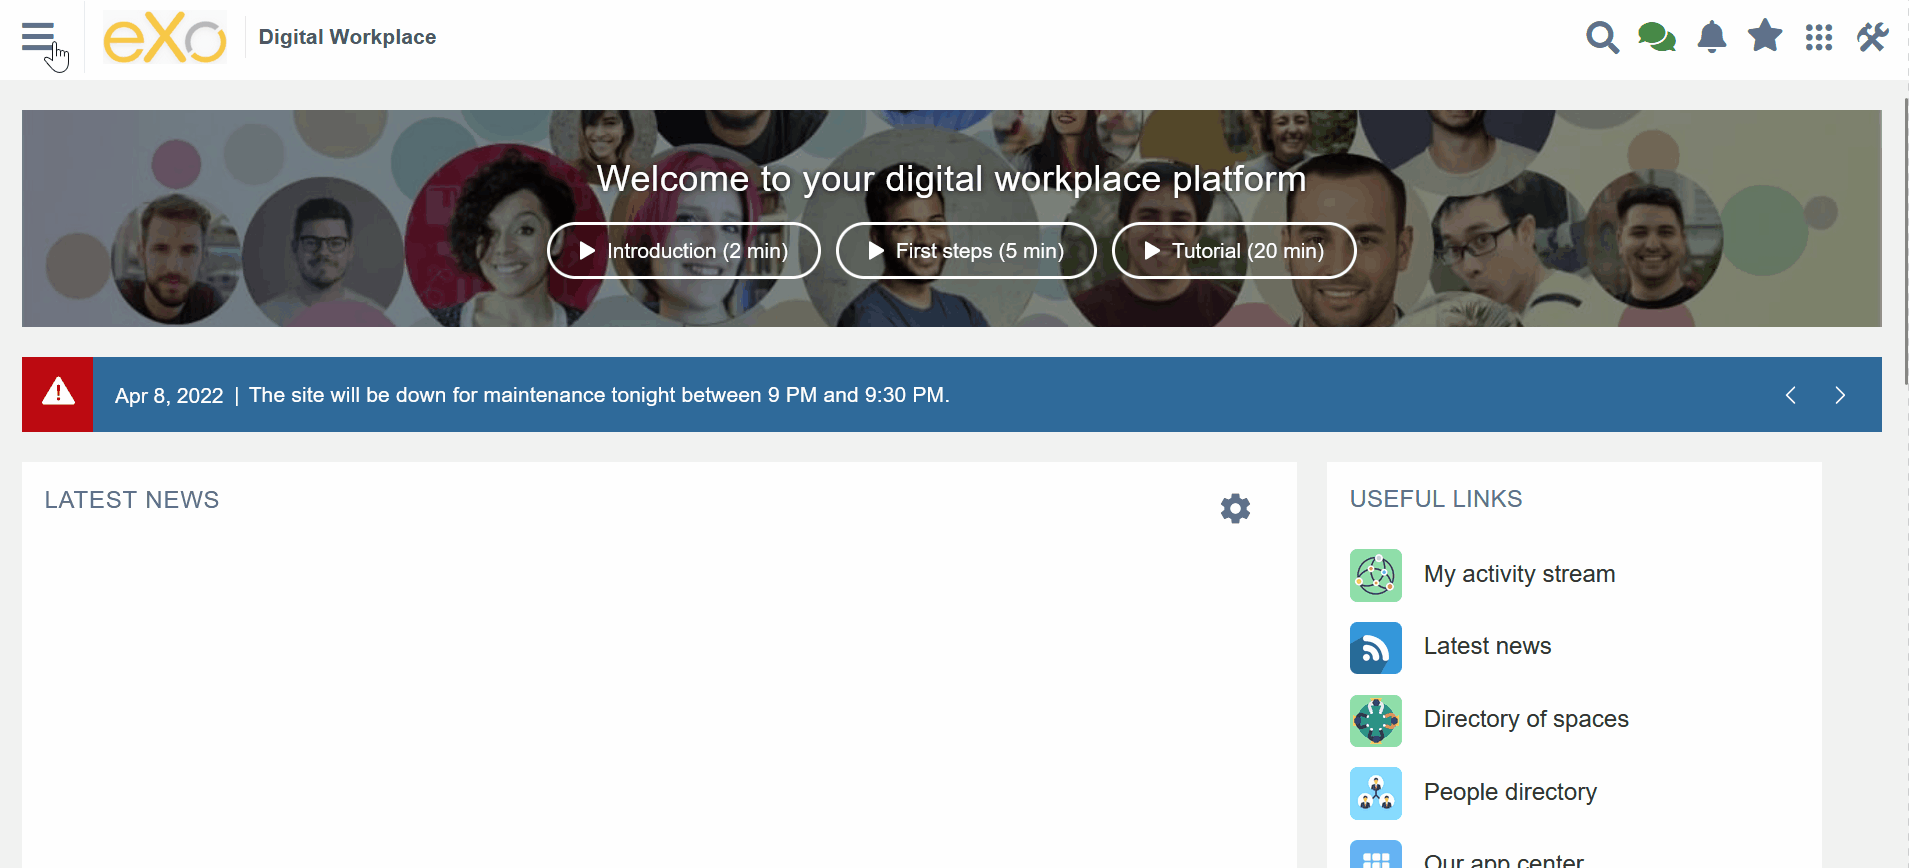 eXo
Digital Workplace
Welcome to your digital workplace platform
Introduction (2 min)
First steps (5 min)
Tutorial (20 min)
Apr 8, 2022 | The site will be down for maintenance tonight between 9 PM and 9:30 PM.
LATEST NEWS
USEFUL LINKS
My activity stream
Latest news
Directory of spaces
People directory
Our app center